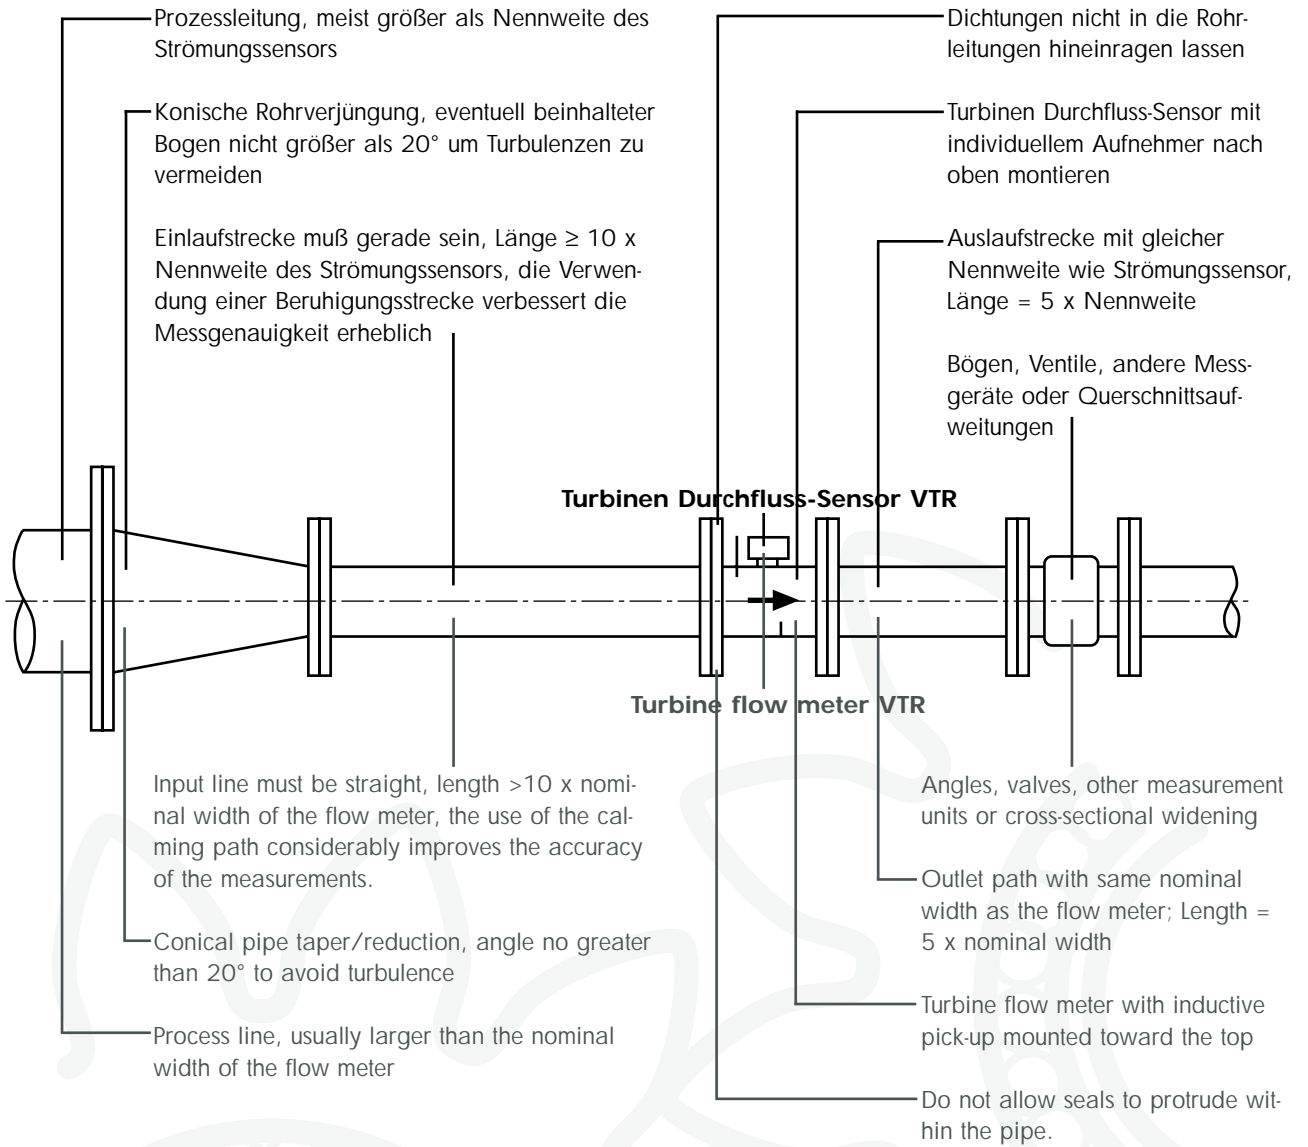 Prozessleitung, meist größer als Nennweite des
Strömungssensors
Konische Rohrverjüngung, eventuell beinhalteter
Bogen nicht größer als 20° um Turbulenzen zu
vermeiden
Einlaufstrecke muß gerade sein, Länge ≥ 10 x
Nennweite des Strömungssensors, die Verwen-
dung einer Beruhigungsstrecke verbessert die
Messgenauigkeit erheblich
Dichtungen nicht in die Rohr-
leitungen hineinragen lassen
Turbinen Durchfluss-Sensor mit
individuellem Aufnehmer nach
oben montieren
Auslaufstrecke mit gleicher
Nennweite wie Strömungssensor,
Länge = 5 x Nennweite
Bögen, Ventile, andere Mess-
geräte oder Querschnittsauf-
weitungen
Turbinen Durchfluss-Sensor VTR
Turbine flow meter VTR
Input line must be straight, length >10 x nomi-
nal width of the flow meter, the use of the cal-
ming path considerably improves the accuracy
of the measurements.
Conical pipe taper/reduction, angle no greater
than 20° to avoid turbulence
Process line, usually larger than the nominal
width of the flow meter
Angles, valves, other measurement
units or cross-sectional widening
Outlet path with same nominal
width as the flow meter; Length =
5 x nominal width
Turbine flow meter with inductive
pick-up mounted toward the top
Do not allow seals to protrude wit-
hin the pipe.